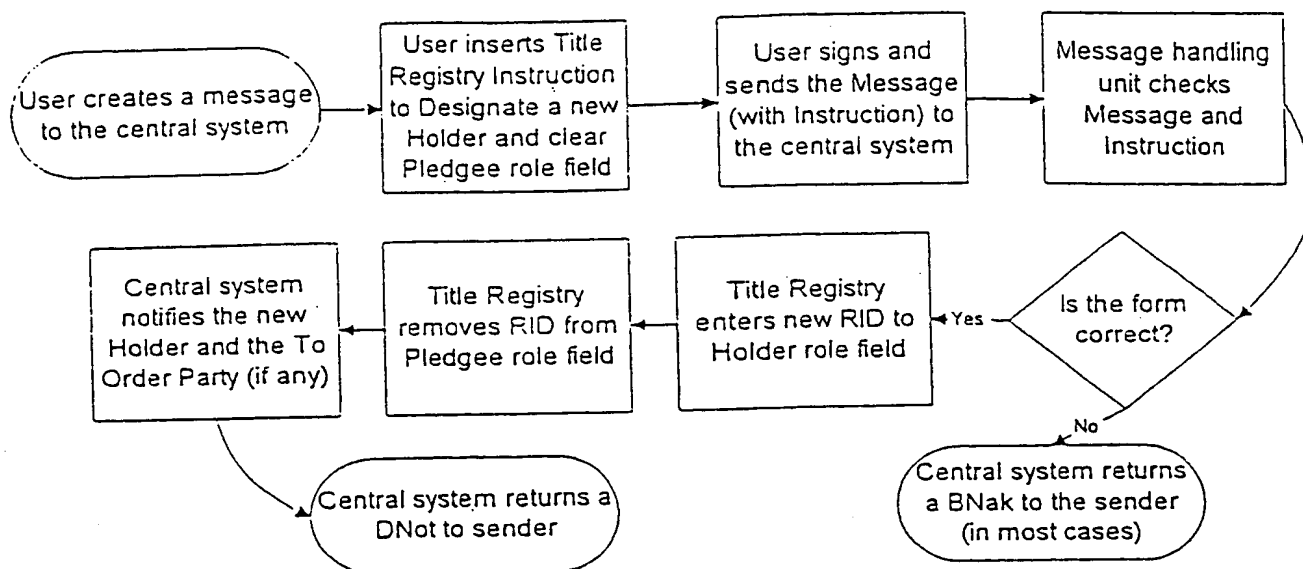 User creates a message
to the central system
User inserts Title
Registry Instruction
to Designate a new
Holder and clear
Pledgee role field
User signs and
sends the Message
(with Instruction) to
the central system
Message handling
unit checks
Message and
Instruction
Is the form
correct?
Yes
No
Title Registry
enters new RID to
Holder role field
Title Registry
removes RID from
Pledgee role field
Central system
notifies the new
Holder and the To
Order Party (if any)
Central system returns a
DNot to sender
Central system returns
a BNak to the sender
(in most cases)